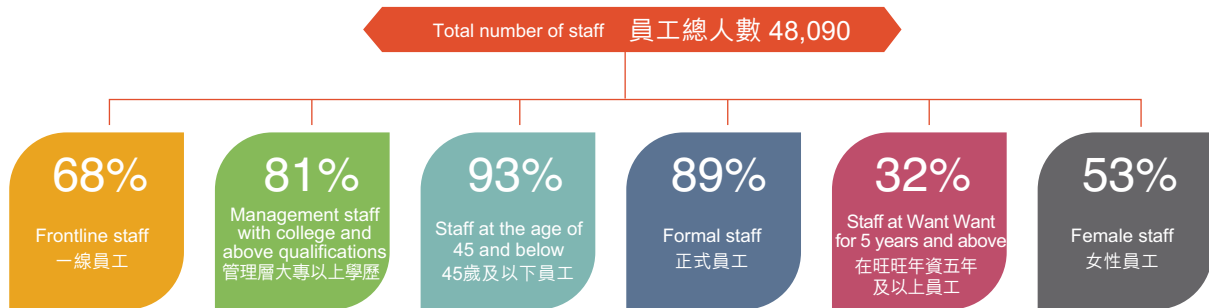 Total number of staff 員工總人數 48,090
68%
Frontline staff
一線員工
81%
Management staff
with college and
above qualifications
管理層大專以上學歷
93%
Staff at the age of
45 and below
45歲及以下員工
89%
Formal staff
正式員工
32%
Staff at Want Want
for 5 years and above
在旺旺年資五年
及以上員工
53%
Female staff
女性員工